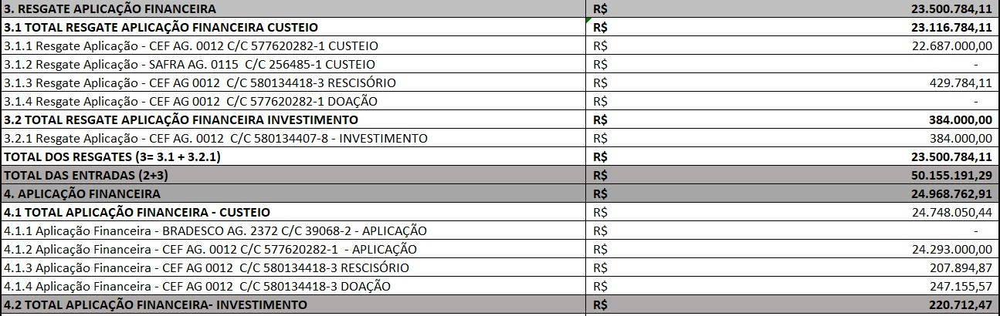 3. RESGATE APLICAÇÃO FINANCEIRA R$ 23.500.784,11
3.1 TOTAL RESGATE APLICAÇÃO FINANCEIRA CUSTEIO R$ 23.116.784,11
3.1.1 Resgate Aplicação - CEF AG. 0012 C/C 577620282-1 CUSTEIO R$ 22.687.000,00
3.1.2 Resgate Aplicação - SAFRA AG. 0115 C/C 256485-1 CUSTEIO R$ -
3.1.3 Resgate Aplicação - CEF AG 0012 C/C 580134418-3 RESCISÓRIO R$ 429.784,11
3.1.4 Resgate Aplicação - CEF AG 0012 C/C 577620282-1 DOAÇÃO R$ -
3.2 TOTAL RESGATE APLICAÇÃO FINANCEIRA INVESTIMENTO R$ 384.000,00
3.2.1 Resgate Aplicação - CEF AG. 0012 C/C 580134407-8 - INVESTIMENTO R$ 384.000,00
TOTAL DOS RESGATES (3= 3.1 + 3.2.1) R$ 23.500.784,11
TOTAL DAS ENTRADAS (2+3) R$ 50.155.191,29
4. APLICAÇÃO FINANCEIRA R$ 24.968.762,91
4.1 TOTAL APLICAÇÃO FINANCEIRA - CUSTEIO R$ 24.748.050,44
4.1.1 Aplicação Financeira - BRADESCO AG. 2372 C/C 39068-2 - APLICAÇÃO R$ -
4.1.2 Aplicação Financeira - CEF AG. 0012 C/C 577620282-1 - APLICAÇÃO R$ 24.293.000,00
4.1.3 Aplicação Financeira - CEF AG 0012 C/C 580134418-3 RESCISÓRIO R$ 207.894,87
4.1.4 Aplicação Financeira - CEF AG 0012 C/C 580134418-3 DOAÇÃO R$ 247.155,57
4.2 TOTAL APLICAÇÃO FINANCEIRA- INVESTIMENTO R$ 220.712,47